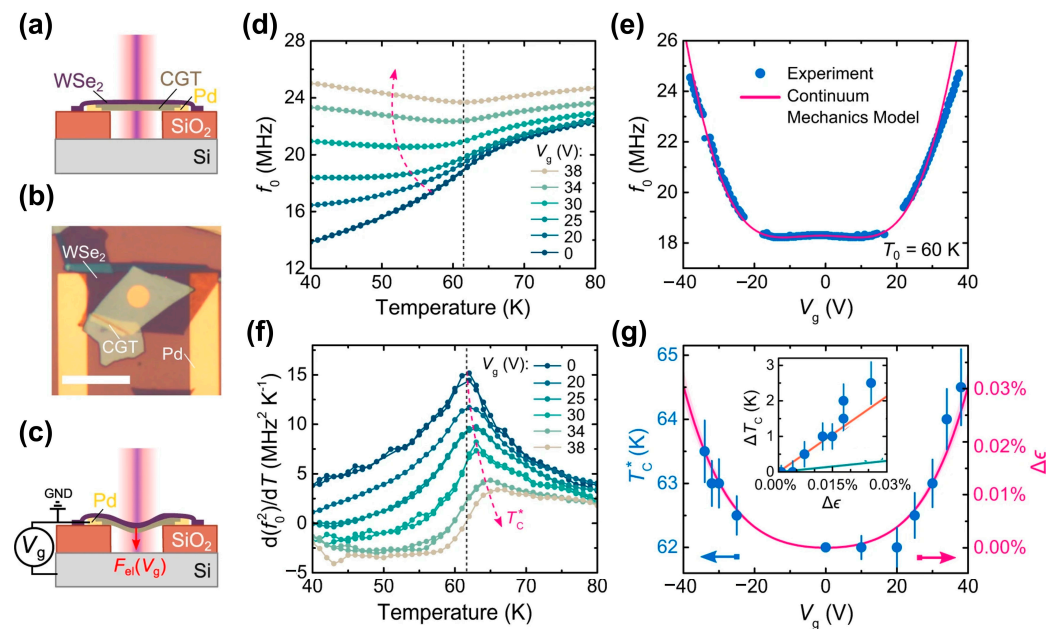 (a)
WSe2
CGT
Pd
SiO2
Si
(b)
WSe2
CGT
Pd
(c)
GND
Pd
Vg
SiO2
Fel(Vg)
Si
(d)
28
24
20
16
12
f0 (MHz)
Vg (V):
38
34
30
25
20
0
40 50 60 70 80
Temperature (K)
(e)
26
24
22
20
18
f0 (MHz)
Experiment
Continuum
Mechanics Model
T0 = 60 K
−40 −20 0 20 40
Vg (V)
(f)
15
10
5
0
−5
d(f0²)/dT (MHz² K⁻¹)
Vg (V):
0
20
25
30
34
38
TC*
40 50 60 70 80
Temperature (K)
(g)
65
64
63
62
TC* (K)
3
2
1
0
ΔTC (K)
0.00% 0.015% 0.03%
Δϵ
0.03%
0.02%
0.01%
0.00%
Δϵ
−40 −20 0 20 40
Vg (V)